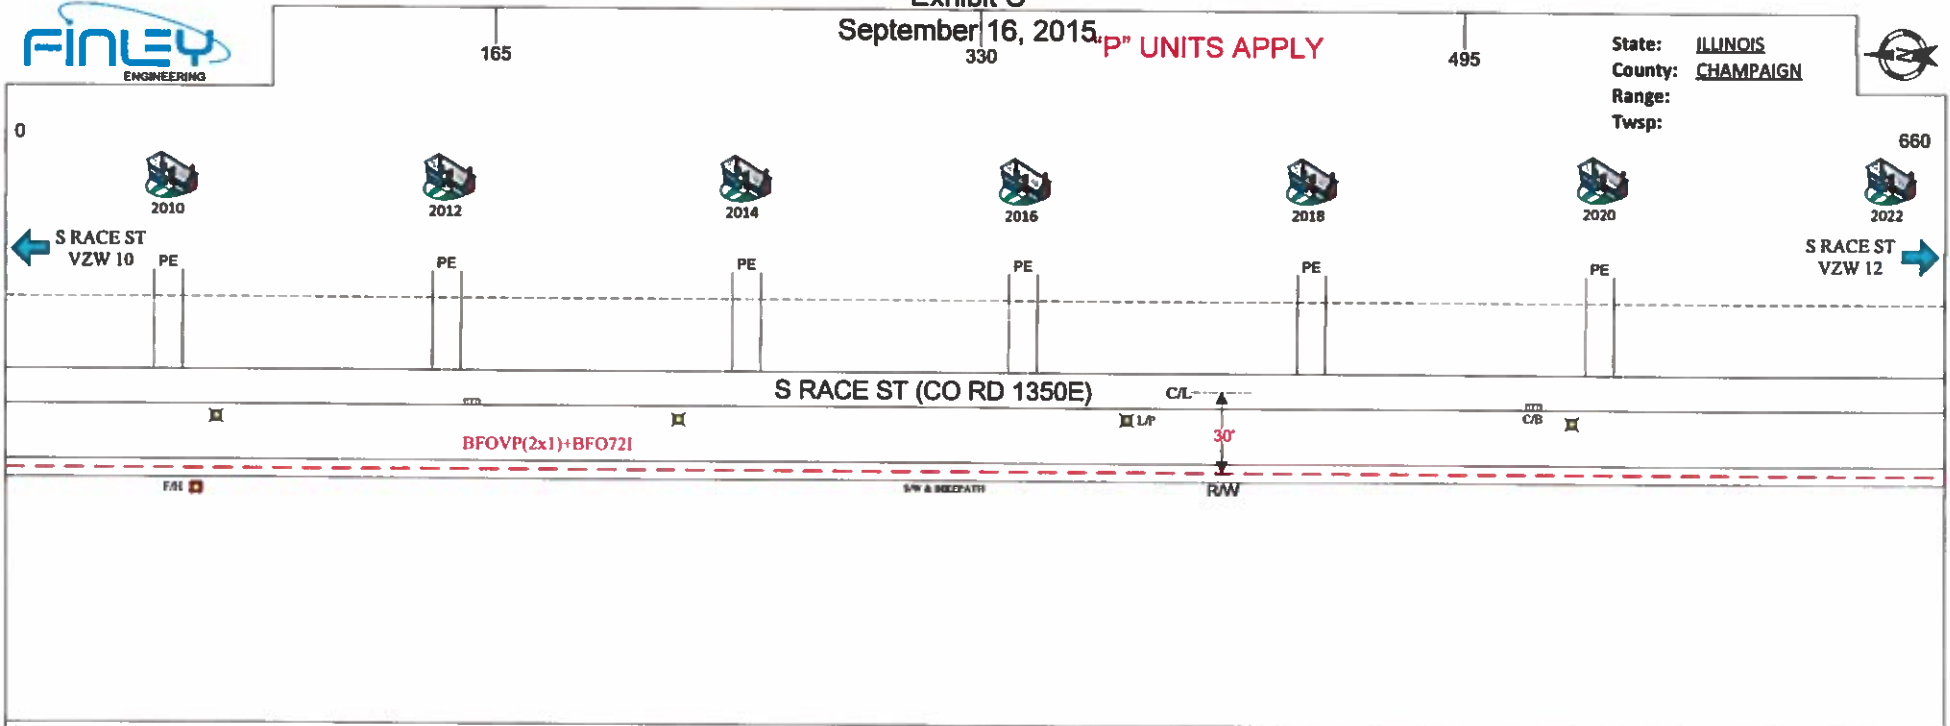 Exhibit C
September 16, 2015
"P" UNITS APPLY
FINLEY
ENGINEERING
165
330
495
State: ILLINOIS
County: CHAMPAIGN
Range:
Twsp:
N
0
660
2010
2012
2014
2016
2018
2020
2022
S RACE ST
VZW 10
S RACE ST
VZW 12
PE
PE
PE
PE
PE
PE
S RACE ST (CO RD 1350E)
C/L
L/P
C/B
30'
BFOVP(2x1)+BFO72I
F/H
S/W & BIKEPATH
R/W